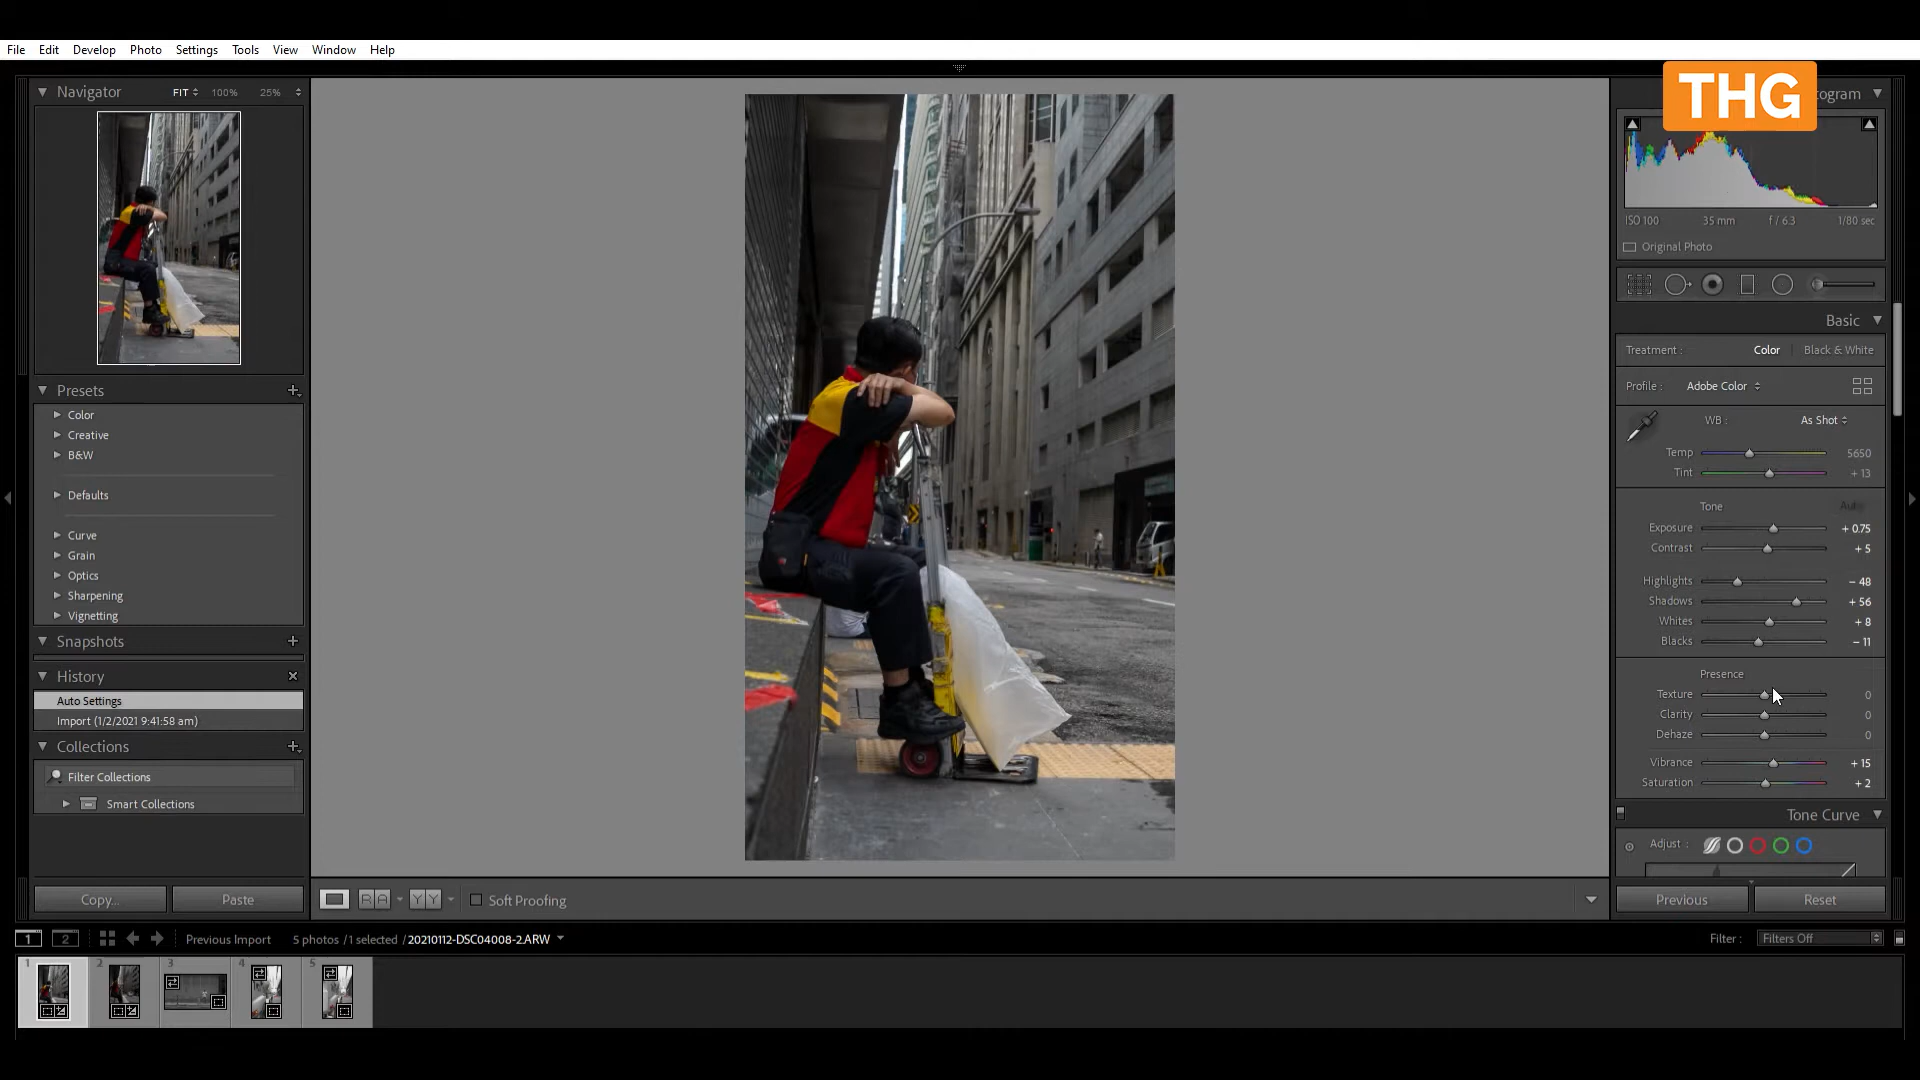 File Edit Develop Photo Settings Tools View Window Help
THG
Navigator FIT 100% 25%
Presets
Color
Creative
B&W
Defaults
Curve
Grain
Optics
Sharpening
Vignetting
Snapshots
History
Auto Settings
Import (1/2/2021 9:41:58 am)
Collections
Filter Collections
Smart Collections
Copy... Paste
Soft Proofing
ogram
ISO 100 35 mm f / 6.3 1/80 sec
Original Photo
Basic
Treatment : Color Black & White
Profile : Adobe Color
WB : As Shot
Temp 5650
Tint + 13
Tone Auto
Exposure + 0.75
Contrast + 5
Highlights − 48
Shadows + 56
Whites + 8
Blacks − 11
Presence
Texture 0
Clarity 0
Dehaze 0
Vibrance + 15
Saturation + 2
Tone Curve
Adjust :
Previous Reset
1 2 Previous Import 5 photos / 1 selected / 20210112-DSC04008-2.ARW Filter : Filters Off
1 2 3 4 5